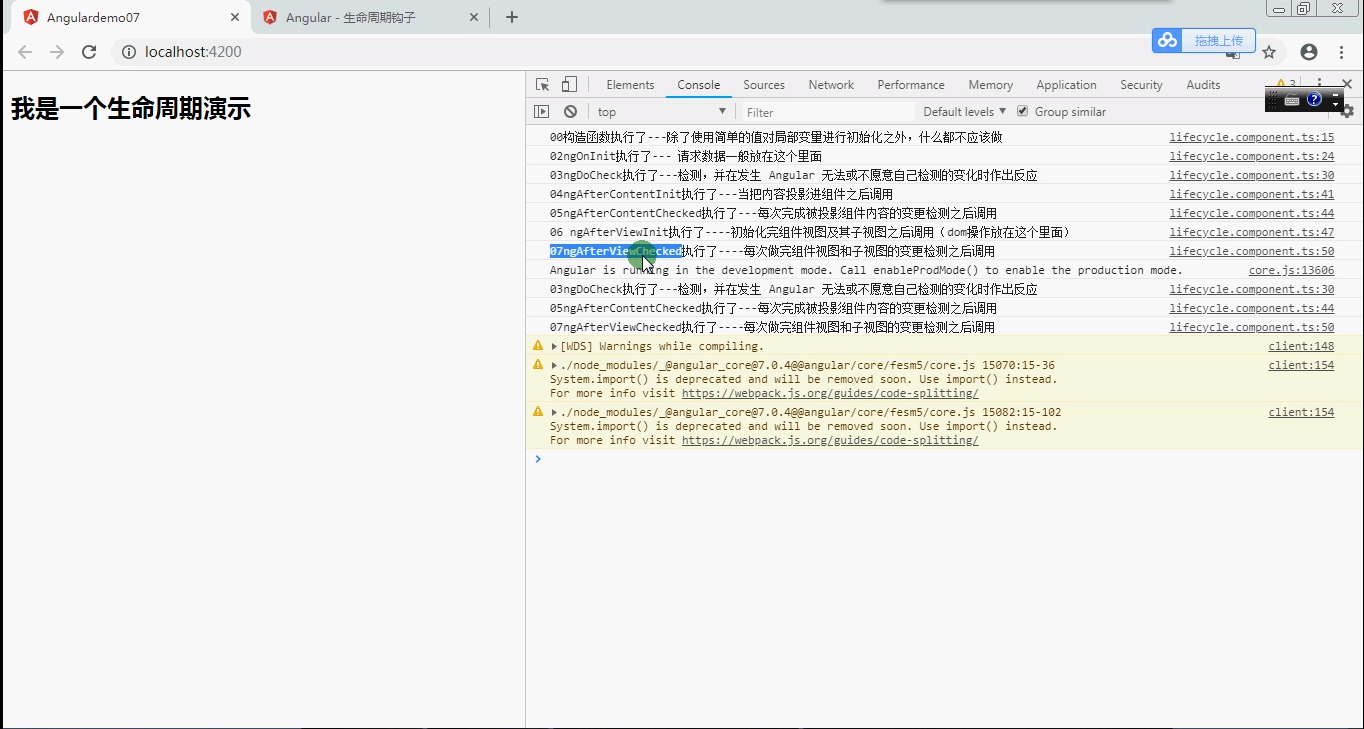 Angulardemo07
Angular - 生命周期钩子
localhost:4200
拖拽上传
我是一个生命周期演示
Elements Console Sources Network Performance Memory Application Security Audits 3
top Filter Default levels Group similar
00构造函数执行了---除了使用简单的值对局部变量进行初始化之外，什么都不应该做 lifecycle.component.ts:15
02ngOnInit执行了--- 请求数据一般放在这个里面 lifecycle.component.ts:24
03ngDoCheck执行了---检测，并在发生 Angular 无法或不愿意自己检测的变化时作出反应 lifecycle.component.ts:30
04ngAfterContentInit执行了---当把内容投影进组件之后调用 lifecycle.component.ts:41
05ngAfterContentChecked执行了---每次完成被投影组件内容的变更检测之后调用 lifecycle.component.ts:44
06 ngAfterViewInit执行了----初始化完组件视图及其子视图之后调用（dom操作放在这个里面） lifecycle.component.ts:47
07ngAfterViewChecked执行了----每次做完组件视图和子视图的变更检测之后调用 lifecycle.component.ts:50
Angular is running in the development mode. Call enableProdMode() to enable the production mode. core.js:13606
03ngDoCheck执行了---检测，并在发生 Angular 无法或不愿意自己检测的变化时作出反应 lifecycle.component.ts:30
05ngAfterContentChecked执行了---每次完成被投影组件内容的变更检测之后调用 lifecycle.component.ts:44
07ngAfterViewChecked执行了----每次做完组件视图和子视图的变更检测之后调用 lifecycle.component.ts:50
[WDS] Warnings while compiling. client:148
./node_modules/_@angular_core@7.0.4@@angular/core/fesm5/core.js 15070:15-36 client:154
System.import() is deprecated and will be removed soon. Use import() instead.
For more info visit https://webpack.js.org/guides/code-splitting/
./node_modules/_@angular_core@7.0.4@@angular/core/fesm5/core.js 15082:15-102 client:154
System.import() is deprecated and will be removed soon. Use import() instead.
For more info visit https://webpack.js.org/guides/code-splitting/